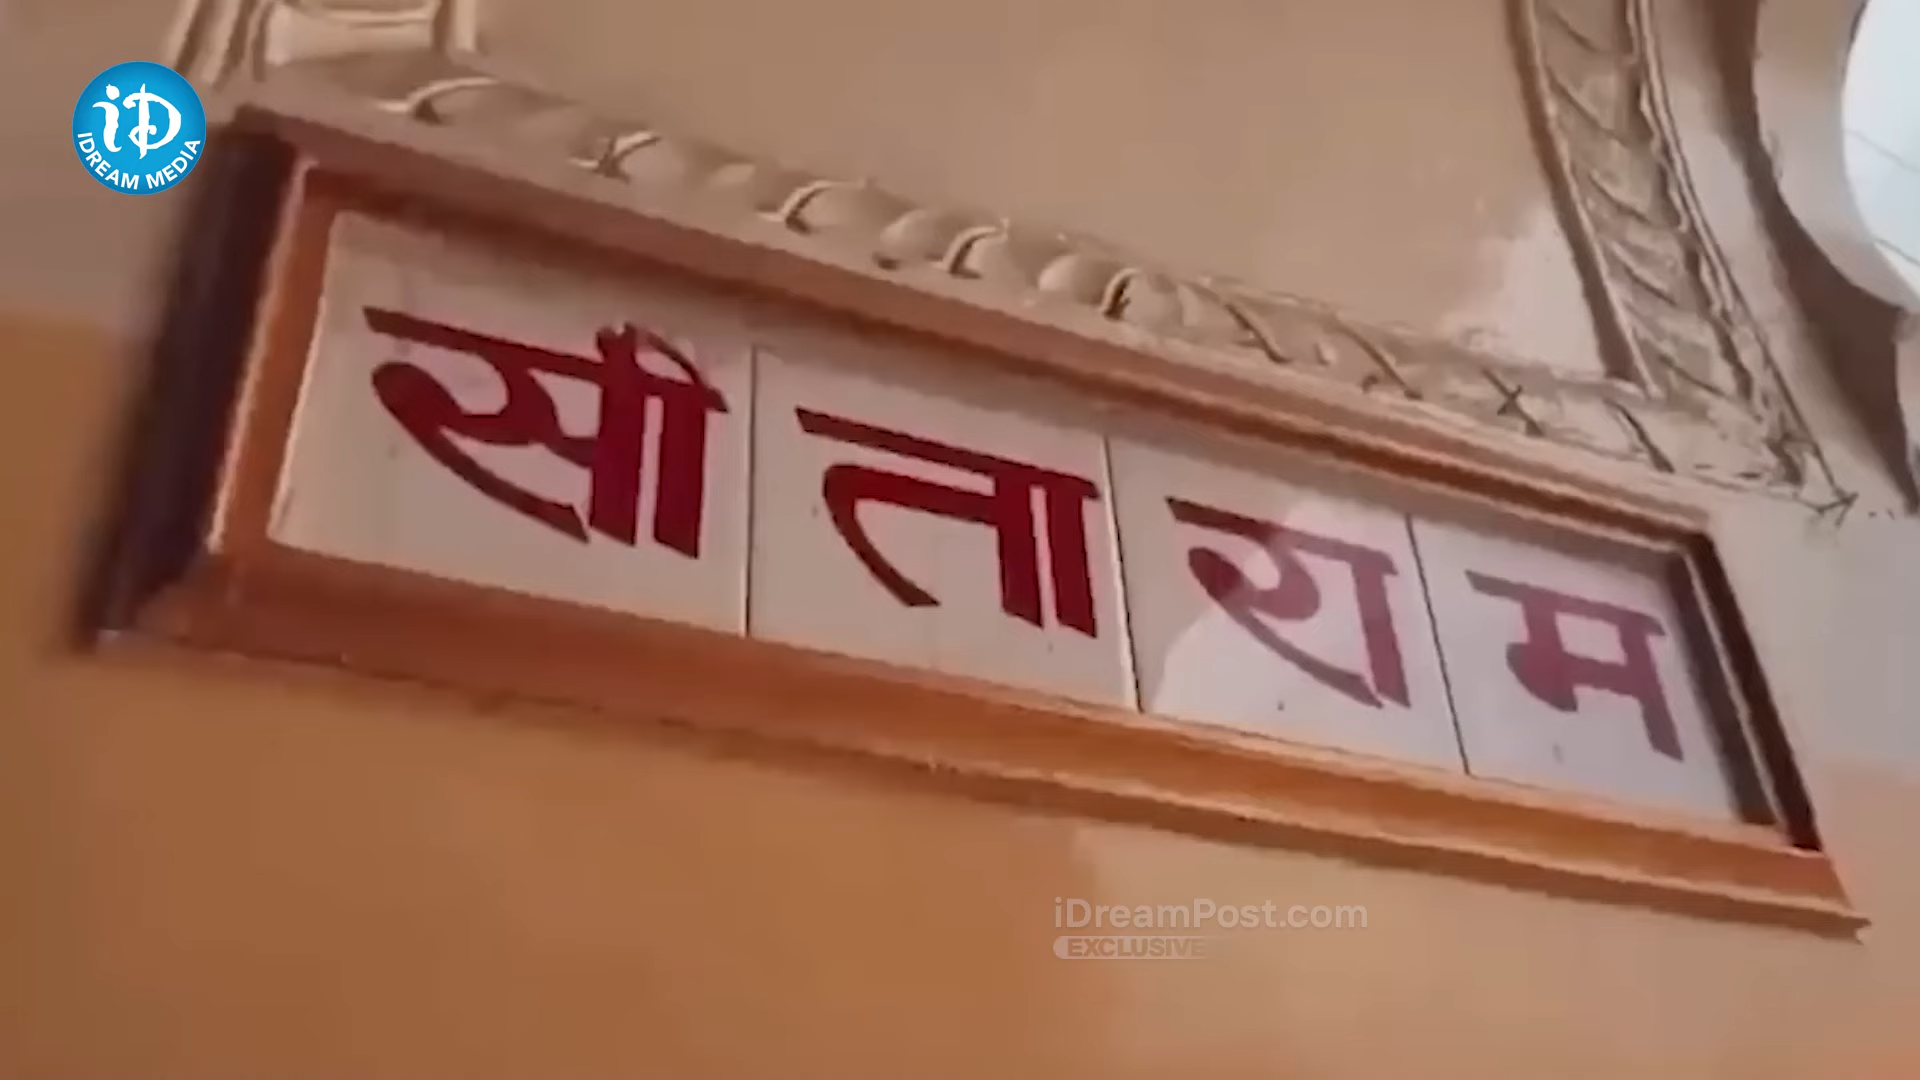 iD
IDREAM MEDIA
सीताराम
iDreamPost.com
EXCLUSIVE